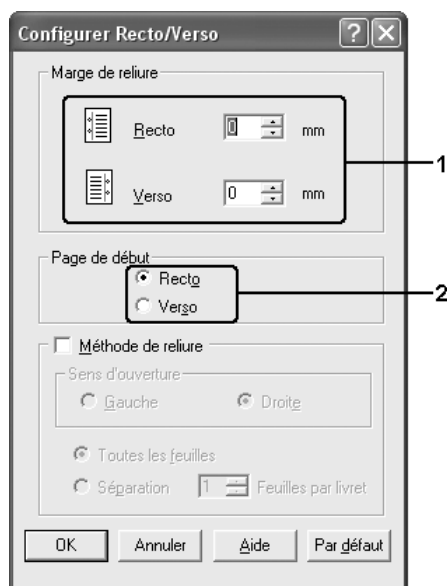 Configurer Recto/Verso
Marge de reliure
Recto 0 mm
1
Verso 0 mm
Page de début
Recto
2
Verso
Méthode de reliure
Sens d'ouverture
Gauche Droite
Toutes les feuilles
Séparation 1 Feuilles par livret
OK Annuler Aide Par défaut